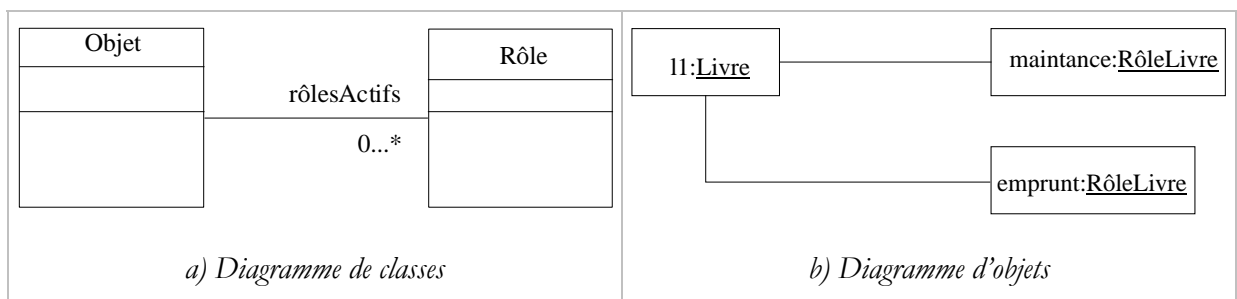 Objet
Rôle
rôlesActifs
0...*
a) Diagramme de classes
l1:Livre
maintance:RôleLivre
emprunt:RôleLivre
b) Diagramme d'objets